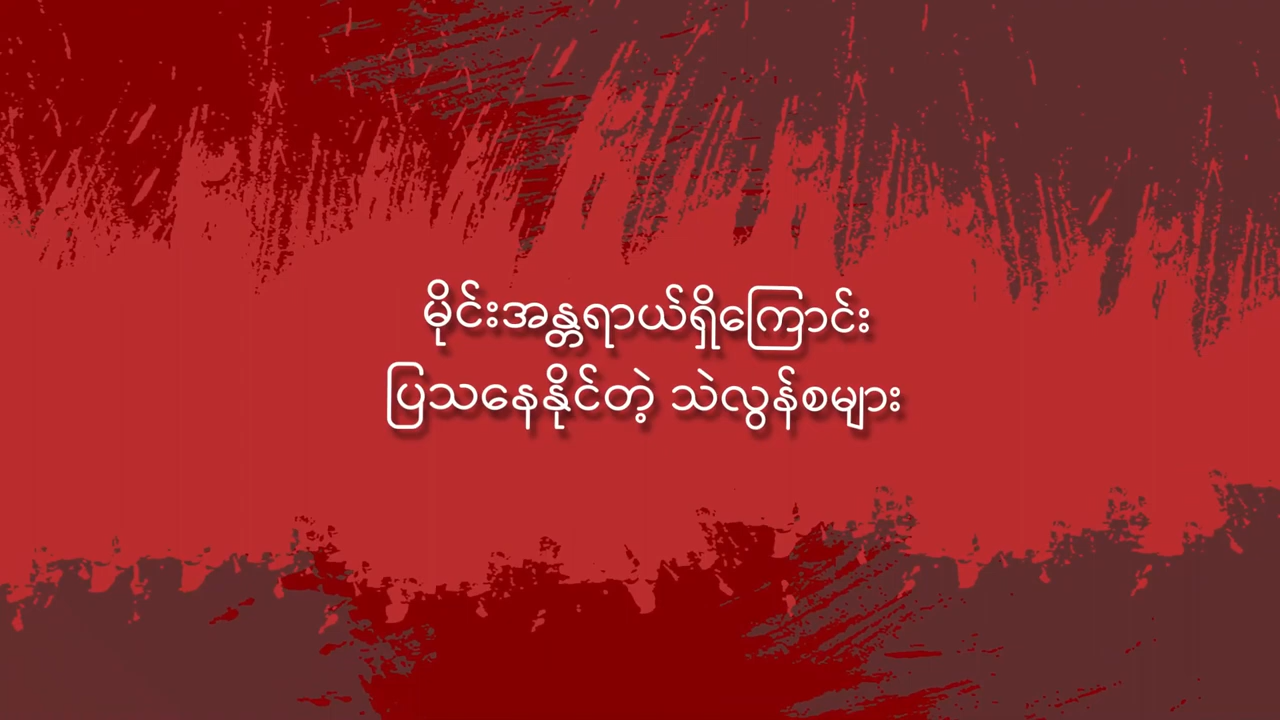 မိုင်းအန္တရာယ်ရှိကြောင်း
ပြသနေနိုင်တဲ့ သဲလွန်စများ